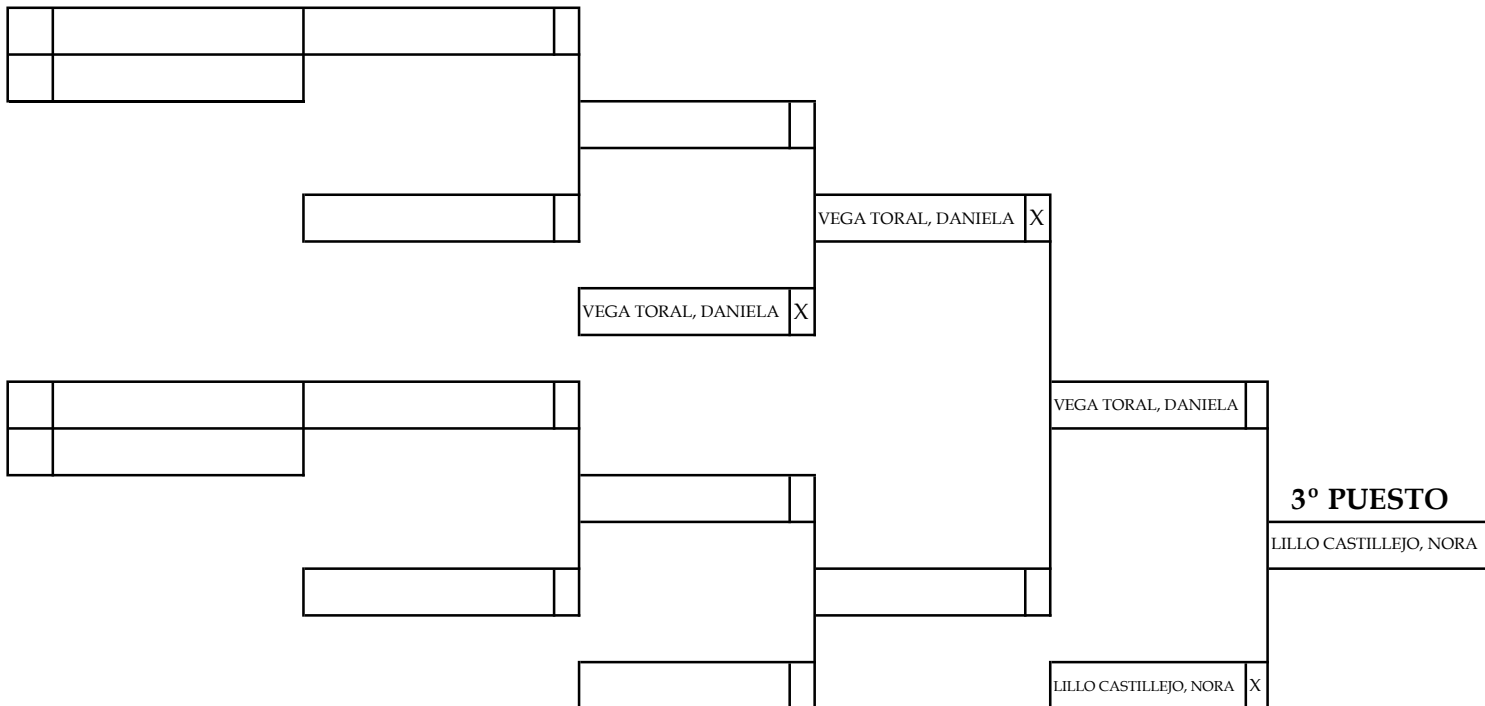 VEGA TORAL, DANIELA X
VEGA TORAL, DANIELA X
VEGA TORAL, DANIELA
3º PUESTO
LILLO CASTILLEJO, NORA
LILLO CASTILLEJO, NORA X